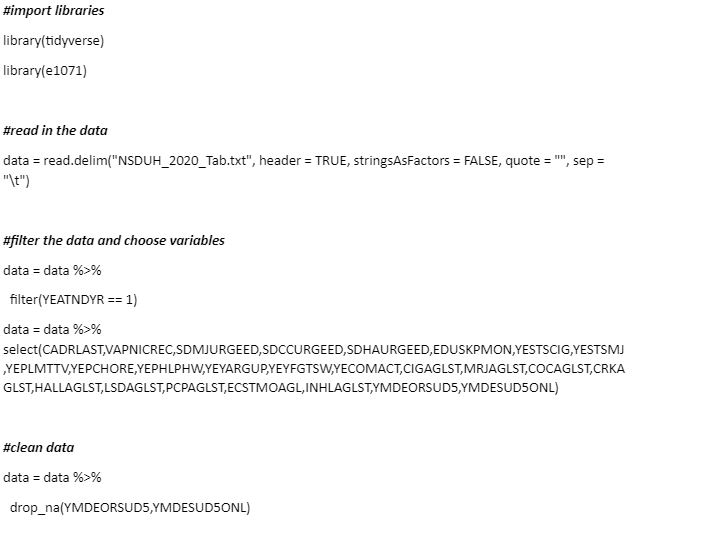 #import libraries
library(tidyverse)
library(e1071)
#read in the data
data = read.delim("NSDUH_2020_Tab.txt", header = TRUE, stringsAsFactors = FALSE, quote = "", sep =
"\t")
#filter the data and choose variables
data = data %>%
filter(YEATNDYR == 1)
data = data %>%
select(CADRLAST,VAPNICREC,SDMJURGEED,SDCCURGEED,SDHAURGEED,EDUSKPMON,YESTSCIG,YESTSMJ
,YEPLMTTV,YEPCHORE,YEPHLPHW,YEYARGUP,YEYFGTSW,YECOMACT,CIGAGLST,MRJAGLST,COCAGLST,CRKA
GLST,HALLAGLST,LSDAGLST,PCPAGLST,ECSTMOAGL,INHLAGLST,YMDEORSUD5,YMDESUD5ONL)
#clean data
data = data %>%
drop_na(YMDEORSUD5,YMDESUD5ONL)